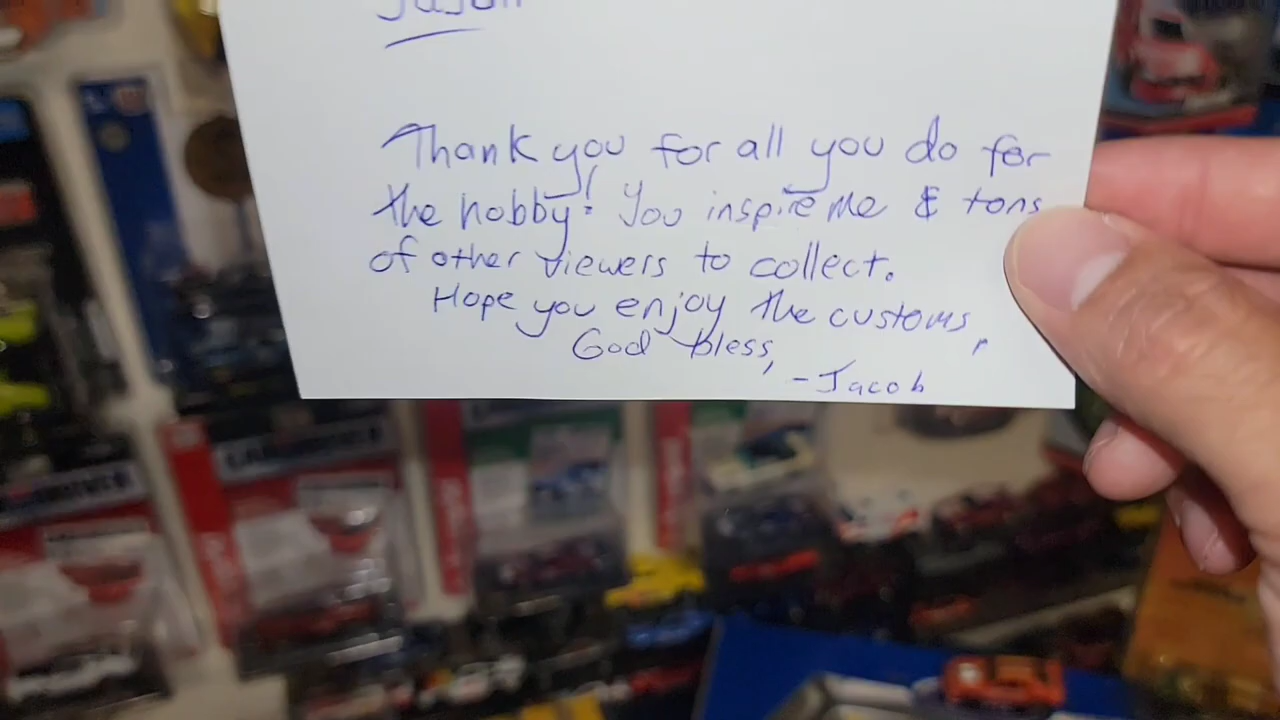 Thank you for all you do for
the hobby! You inspire me & tons
of other viewers to collect.
Hope you enjoy the customs,
God bless,
-Jacob